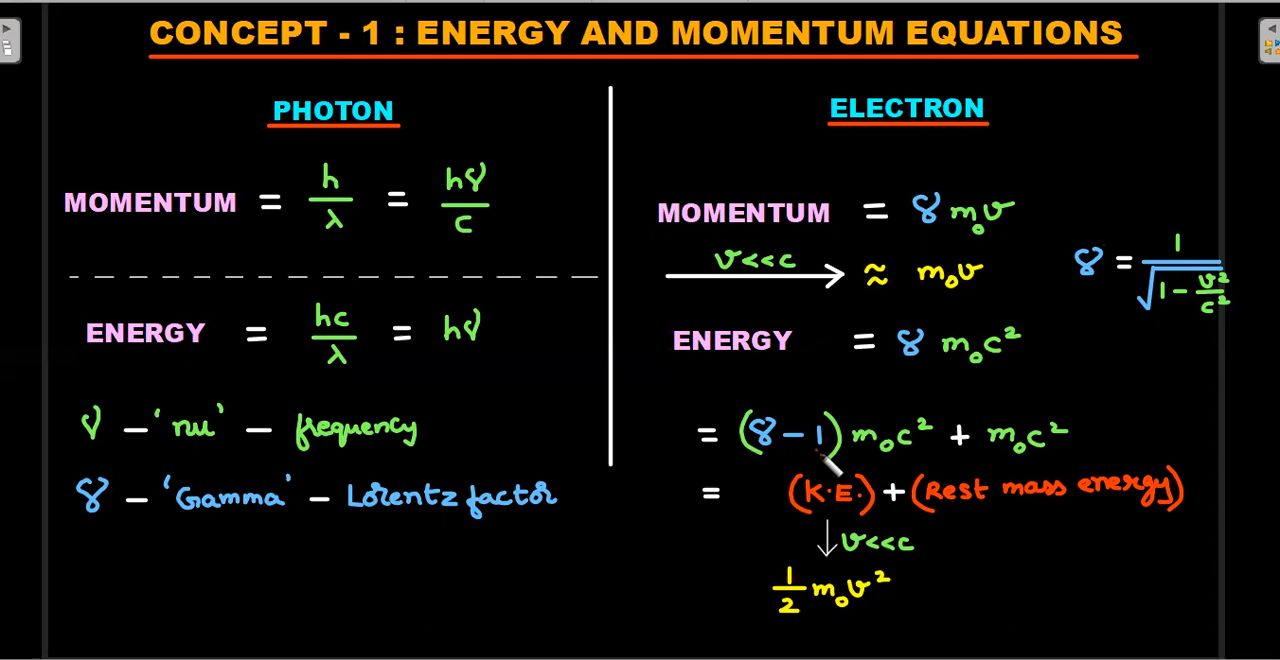 CONCEPT - 1 : ENERGY AND MOMENTUM EQUATIONS
PHOTON
MOMENTUM = h/λ = hν/c
ENERGY = hc/λ = hν
ν – 'nu' – frequency
γ – 'Gamma' – Lorentz factor
ELECTRON
MOMENTUM = γ m₀v
v<<c ≈ m₀v
γ = 1/√(1 - v²/c²)
ENERGY = γ m₀c²
= (γ - 1) m₀c² + m₀c²
= (K.E.) + (Rest mass energy)
v<<c
1/2 m₀v²